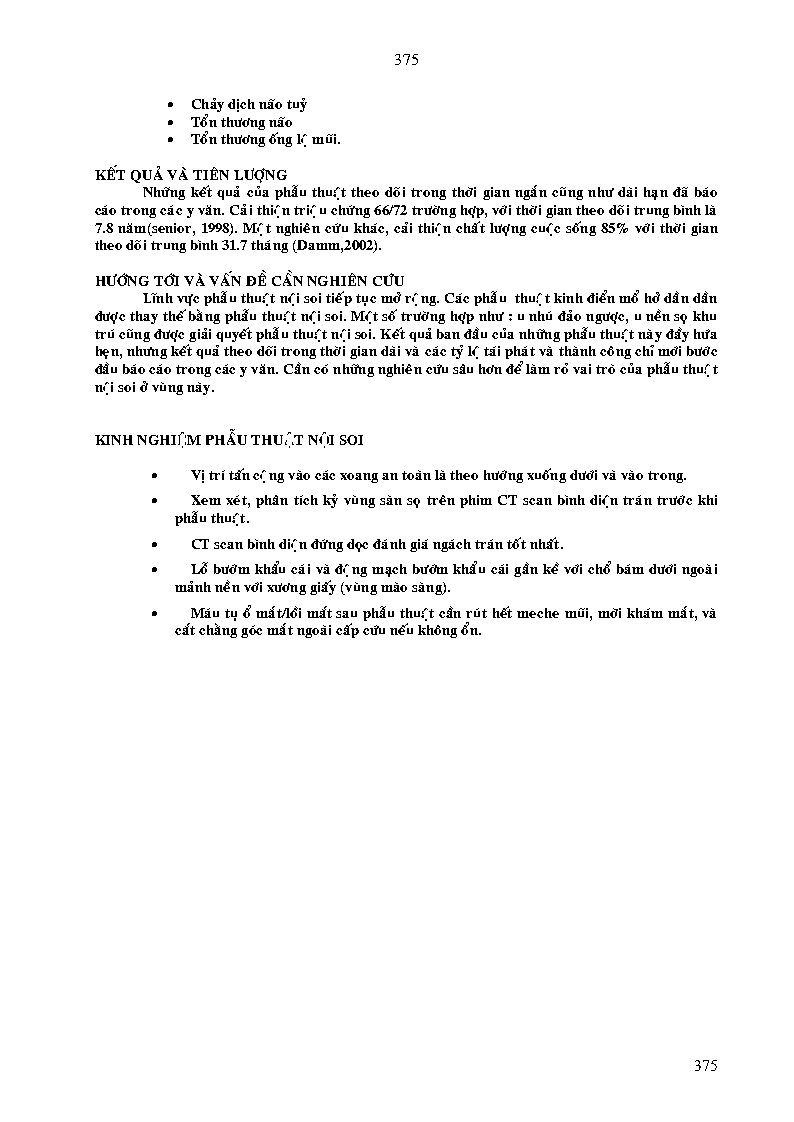 375
• Chảy dịch não tuỷ
• Tổn thương não
• Tổn thương ống lệ mũi.
KẾT QUẢ VÀ TIÊN LƯỢNG
Những kết quả của phẫu thuật theo dõi trong thời gian ngắn cũng như dài hạn đã báo
cáo trong các y văn. Cải thiện triệu chứng 66/72 trường hợp, với thời gian theo dõi trung bình là
7.8 năm(senior, 1998). Một nghiên cứu khác, cải thiện chất lượng cuộc sống 85% với thời gian
theo dõi trung bình 31.7 tháng (Damm,2002).
HƯỚNG TỚI VÀ VẤN ĐỀ CẦN NGHIÊN CỨU
Lĩnh vực phẫu thuật nội soi tiếp tục mở rộng. Các phẫu thuật kinh điển mổ hở dần dần
được thay thế bằng phẫu thuật nội soi. Một số trường hợp như : u nhú đảo ngược, u nền sọ khu
trú cũng được giải quyết phẫu thuật nội soi. Kết quả ban đầu của những phẫu thuật này đầy hứa
hẹn, nhưng kết quả theo dõi trong thời gian dài và các tỷ lệ tái phát và thành công chỉ mới bước
đầu báo cáo trong các y văn. Cần có những nghiên cứu sâu hơn để làm rỏ vai trò của phẫu thuật
nội soi ở vùng này.
KINH NGHIỆM PHẪU THUẬT NỘI SOI
• Vị trí tấn công vào các xoang an toàn là theo hướng xuống dưới và vào trong.
• Xem xét, phân tích kỷ vùng sàn sọ trên phim CT scan bình diện trán trước khi
phẫu thuật.
• CT scan bình diện đứng dọc đánh giá ngách trán tốt nhất.
• Lỗ bướm khẩu cái và động mạch bướm khẩu cái gần kề với chổ bám dưới ngoài
mảnh nền với xương giấy (vùng mào sàng).
• Máu tụ ổ mắt/lồi mắt sau phẫu thuật cần rút hết meche mũi, mời khám mắt, và
cắt chằng góc mắt ngoài cấp cứu nếu không ổn.
375